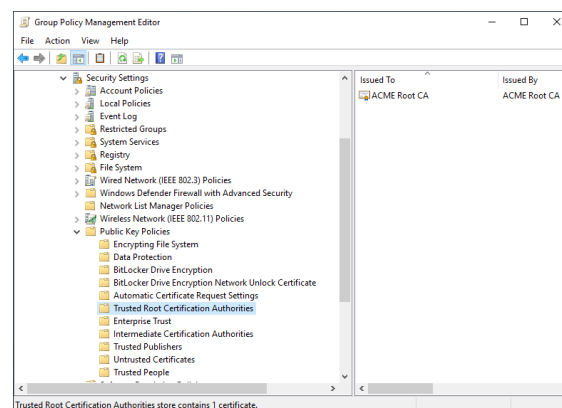 Group Policy Management Editor
File Action View Help
Security Settings
Account Policies
Local Policies
Event Log
Restricted Groups
System Services
Registry
File System
Wired Network (IEEE 802.3) Policies
Windows Defender Firewall with Advanced Security
Network List Manager Policies
Wireless Network (IEEE 802.11) Policies
Public Key Policies
Encrypting File System
Data Protection
BitLocker Drive Encryption
BitLocker Drive Encryption Network Unlock Certificate
Automatic Certificate Request Settings
Trusted Root Certification Authorities
Enterprise Trust
Intermediate Certification Authorities
Trusted Publishers
Untrusted Certificates
Trusted People
Issued To Issued By
ACME Root CA ACME Root CA
Trusted Root Certification Authorities store contains 1 certificate.